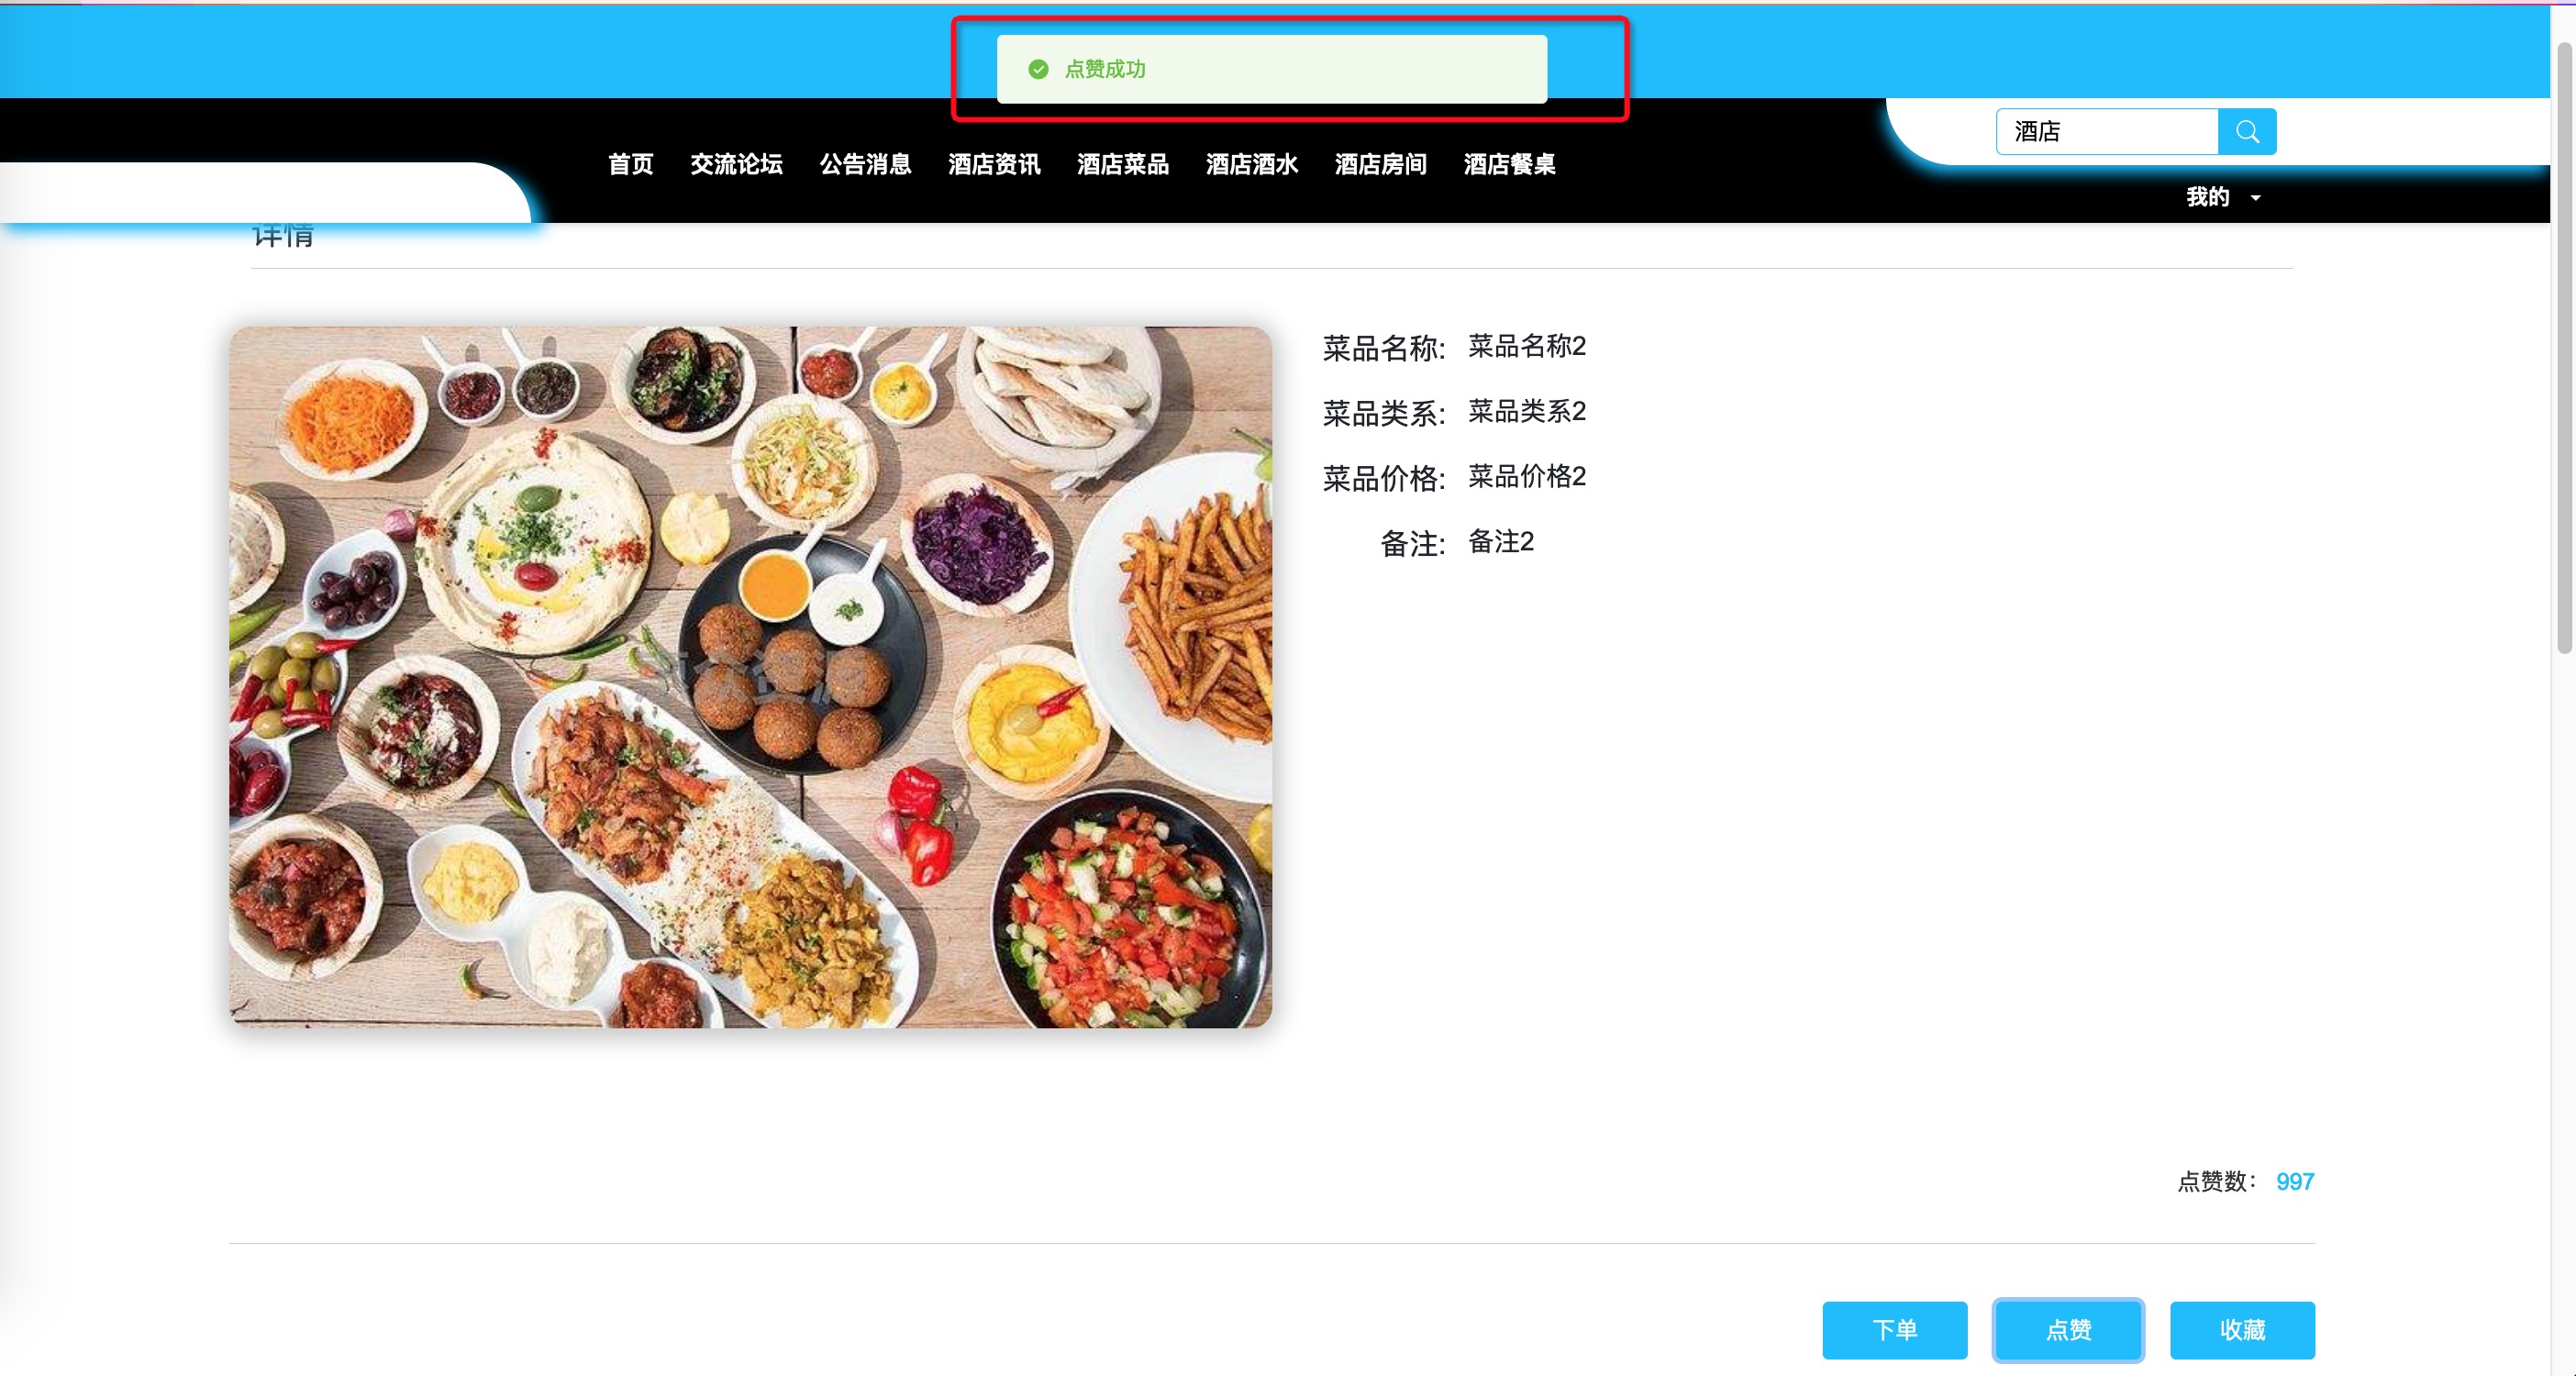 点赞成功
酒店
首页 交流论坛 公告消息 酒店资讯 酒店菜品 酒店酒水 酒店房间 酒店餐桌
我的
详情
菜品名称: 菜品名称2
菜品类系: 菜品类系2
菜品价格: 菜品价格2
备注: 备注2
点赞数： 997
下单 点赞 收藏